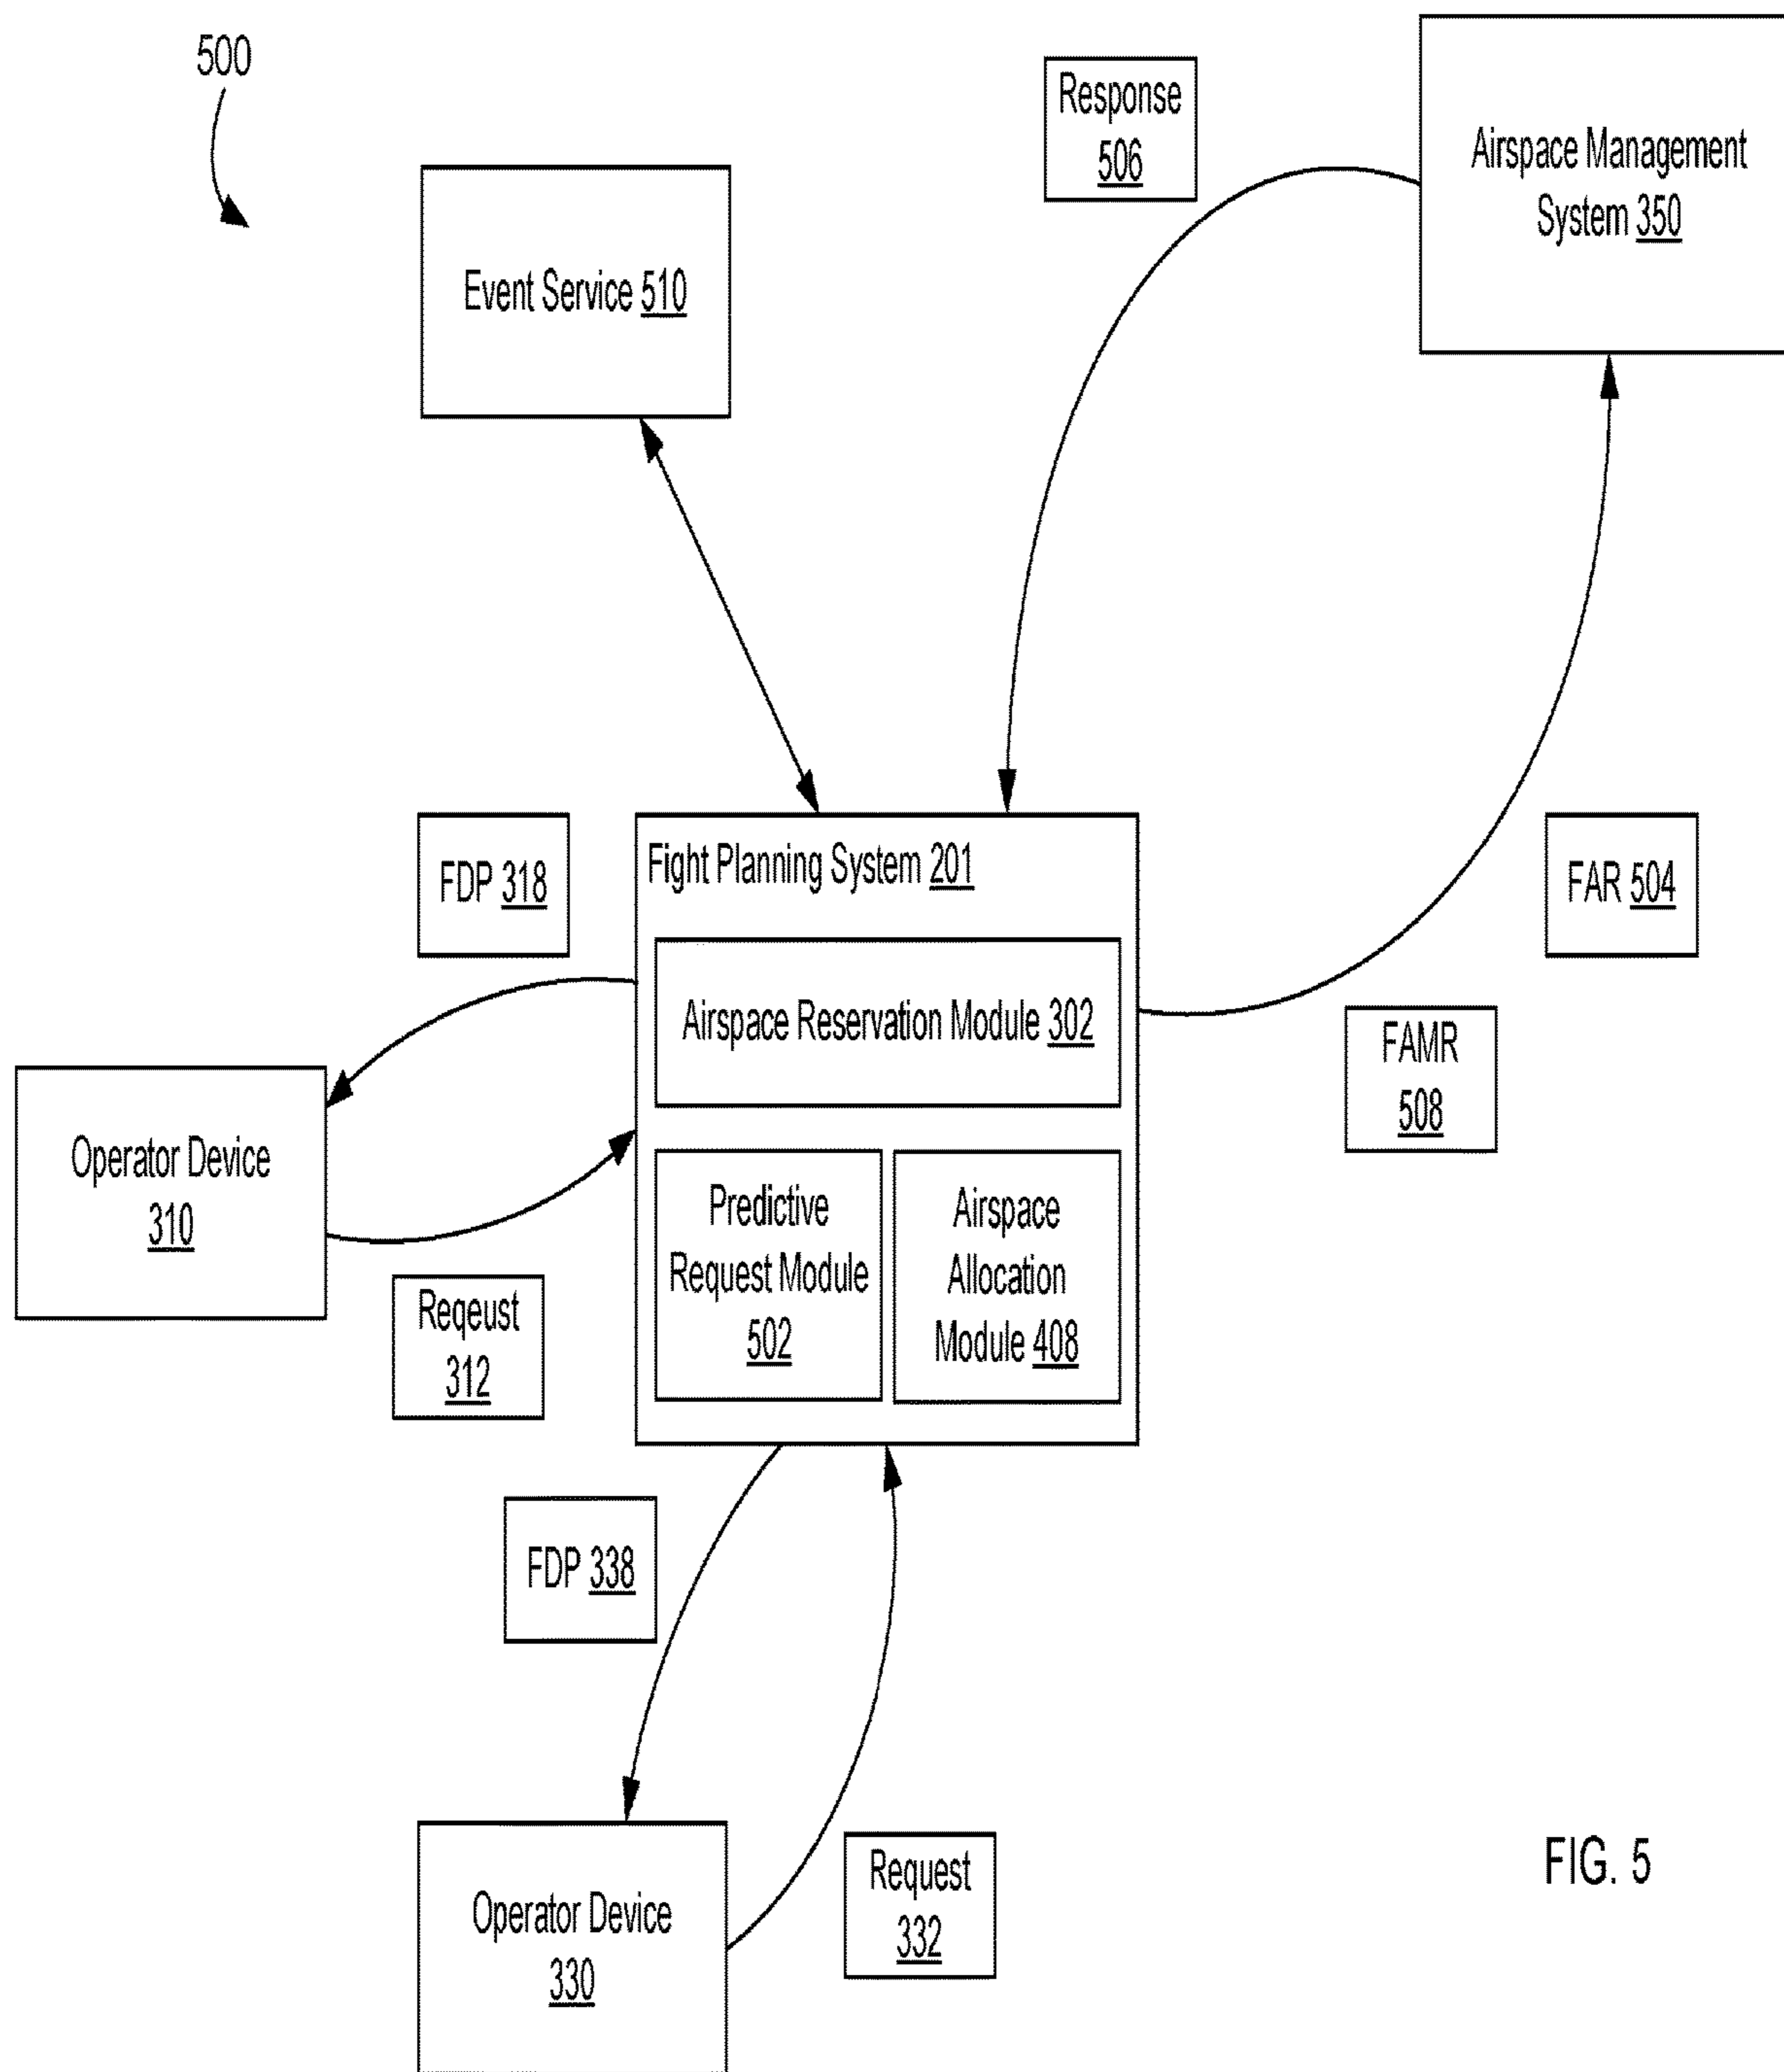 500
Response
506
Airspace Management
System 350
Event Service 510
Fight Planning System 201
FDP 318
FAR 504
Airspace Reservation Module 302
FAMR
508
Operator Device
310
Predictive
Request Module
502
Airspace
Allocation
Module 408
Reqeust
312
FDP 338
Request
332
Operator Device
330
FIG. 5